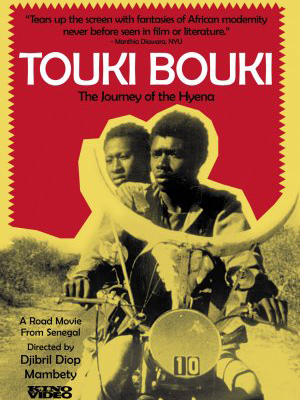 "Tears up the screen with fantasies of African modernity
never before seen in film or literature."
- Manthia Diawara, NYU
TOUKI BOUKI
The Journey of the Hyena
10
A Road Movie
From Senegal
Directed by
Djibril Diop
Mambety
KINO
VIDEO